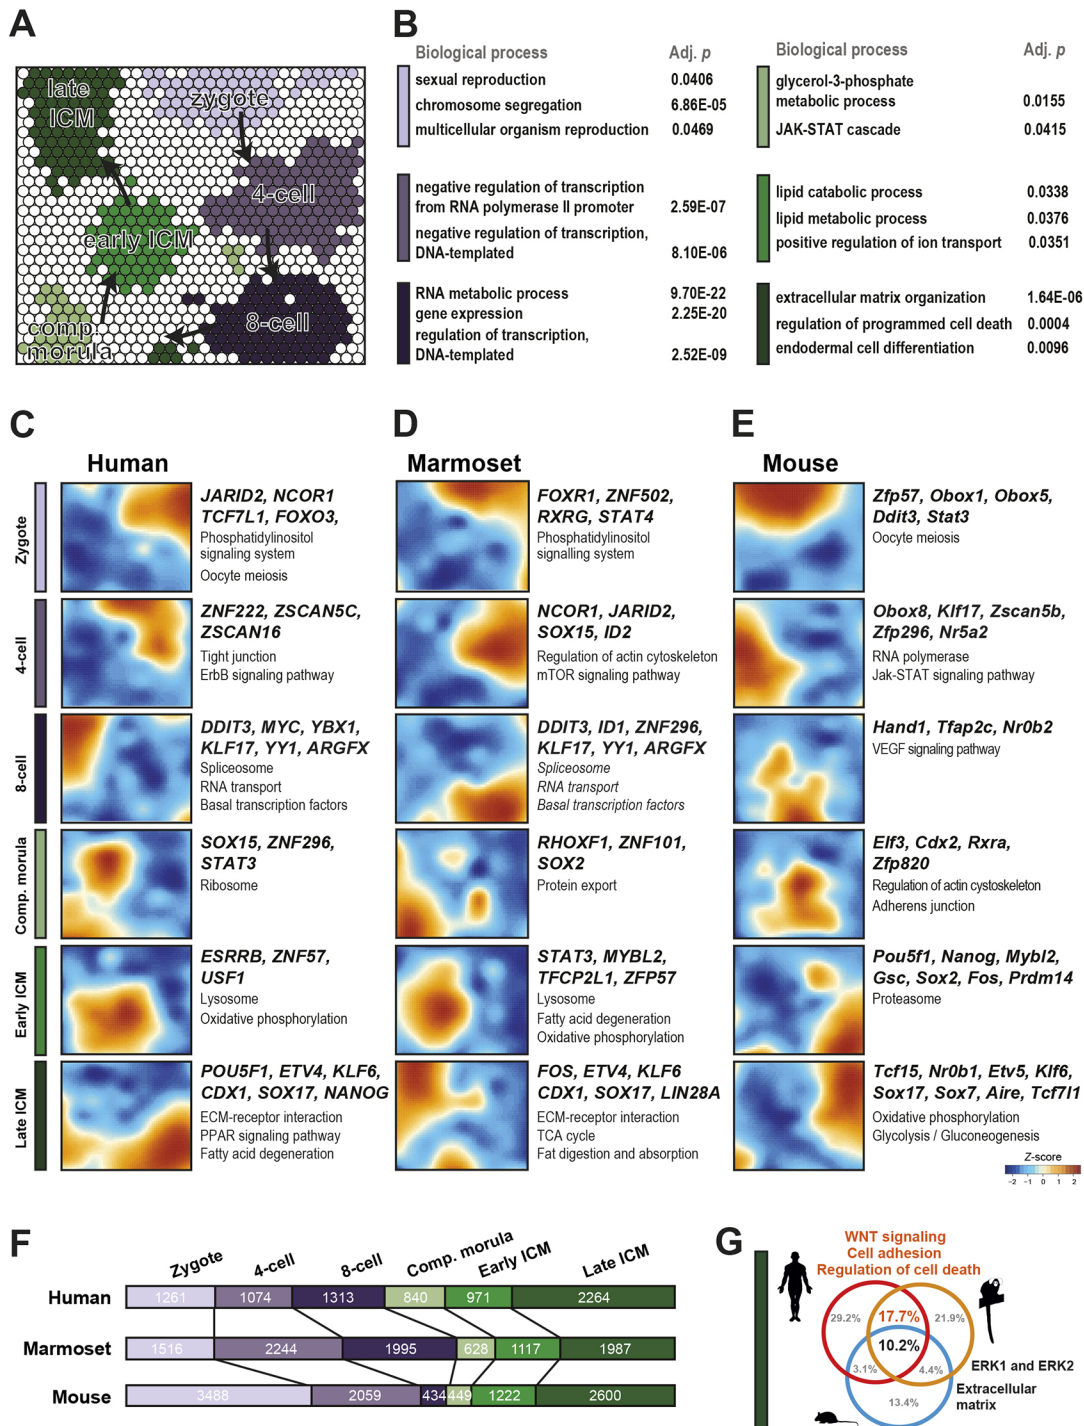 A
late
ICM
zygote
4-cell
early ICM
8-cell
comp.
morula
B
Biological process Adj. p
sexual reproduction 0.0406
chromosome segregation 6.86E-05
multicellular organism reproduction 0.0469
negative regulation of transcription
from RNA polymerase II promoter 2.59E-07
negative regulation of transcription,
DNA-templated 8.10E-06
RNA metabolic process 9.70E-22
gene expression 2.25E-20
regulation of transcription,
DNA-templated 2.52E-09
Biological process Adj. p
glycerol-3-phosphate
metabolic process 0.0155
JAK-STAT cascade 0.0415
lipid catabolic process 0.0338
lipid metabolic process 0.0376
positive regulation of ion transport 0.0351
extracellular matrix organization 1.64E-06
regulation of programmed cell death 0.0004
endodermal cell differentiation 0.0096
C
Human
Zygote
JARID2, NCOR1
TCF7L1, FOXO3,
Phosphatidylinositol
signaling system
Oocyte meiosis
4-cell
ZNF222, ZSCAN5C,
ZSCAN16
Tight junction
ErbB signaling pathway
8-cell
DDIT3, MYC, YBX1,
KLF17, YY1, ARGFX
Spliceosome
RNA transport
Basal transcription factors
Comp. morula
SOX15, ZNF296,
STAT3
Ribosome
Early ICM
ESRRB, ZNF57,
USF1
Lysosome
Oxidative phosphorylation
Late ICM
POU5F1, ETV4, KLF6,
CDX1, SOX17, NANOG
ECM-receptor interaction
PPAR signaling pathway
Fatty acid degeneration
D
Marmoset
FOXR1, ZNF502,
RXRG, STAT4
Phosphatidylinositol
signalling system
NCOR1, JARID2,
SOX15, ID2
Regulation of actin cytoskeleton
mTOR signaling pathway
DDIT3, ID1, ZNF296,
KLF17, YY1, ARGFX
Spliceosome
RNA transport
Basal transcription factors
RHOXF1, ZNF101,
SOX2
Protein export
STAT3, MYBL2,
TFCP2L1, ZFP57
Lysosome
Fatty acid degeneration
Oxidative phosphorylation
FOS, ETV4, KLF6
CDX1, SOX17, LIN28A
ECM-receptor interaction
TCA cycle
Fat digestion and absorption
E
Mouse
Zfp57, Obox1, Obox5,
Ddit3, Stat3
Oocyte meiosis
Obox8, Klf17, Zscan5b,
Zfp296, Nr5a2
RNA polymerase
Jak-STAT signaling pathway
Hand1, Tfap2c, Nr0b2
VEGF signaling pathway
Elf3, Cdx2, Rxra,
Zfp820
Regulation of actin cystoskeleton
Adherens junction
Pou5f1, Nanog, Mybl2,
Gsc, Sox2, Fos, Prdm14
Proteasome
Tcf15, Nr0b1, Etv5, Klf6,
Sox17, Sox7, Aire, Tcf7l1
Oxidative phosphorylation
Glycolysis / Gluconeogenesis
Z-score
−2 −1 0 1 2
F
Zygote 4-cell 8-cell Comp. morula Early ICM Late ICM
Human 1261 1074 1313 840 971 2264
Marmoset 1516 2244 1995 628 1117 1987
Mouse 3488 2059 434 449 1222 2600
G
WNT signaling
Cell adhesion
Regulation of cell death
29.2% 17.7% 21.9%
10.2%
3.1% 4.4%
ERK1 and ERK2
Extracellular
matrix
13.4%